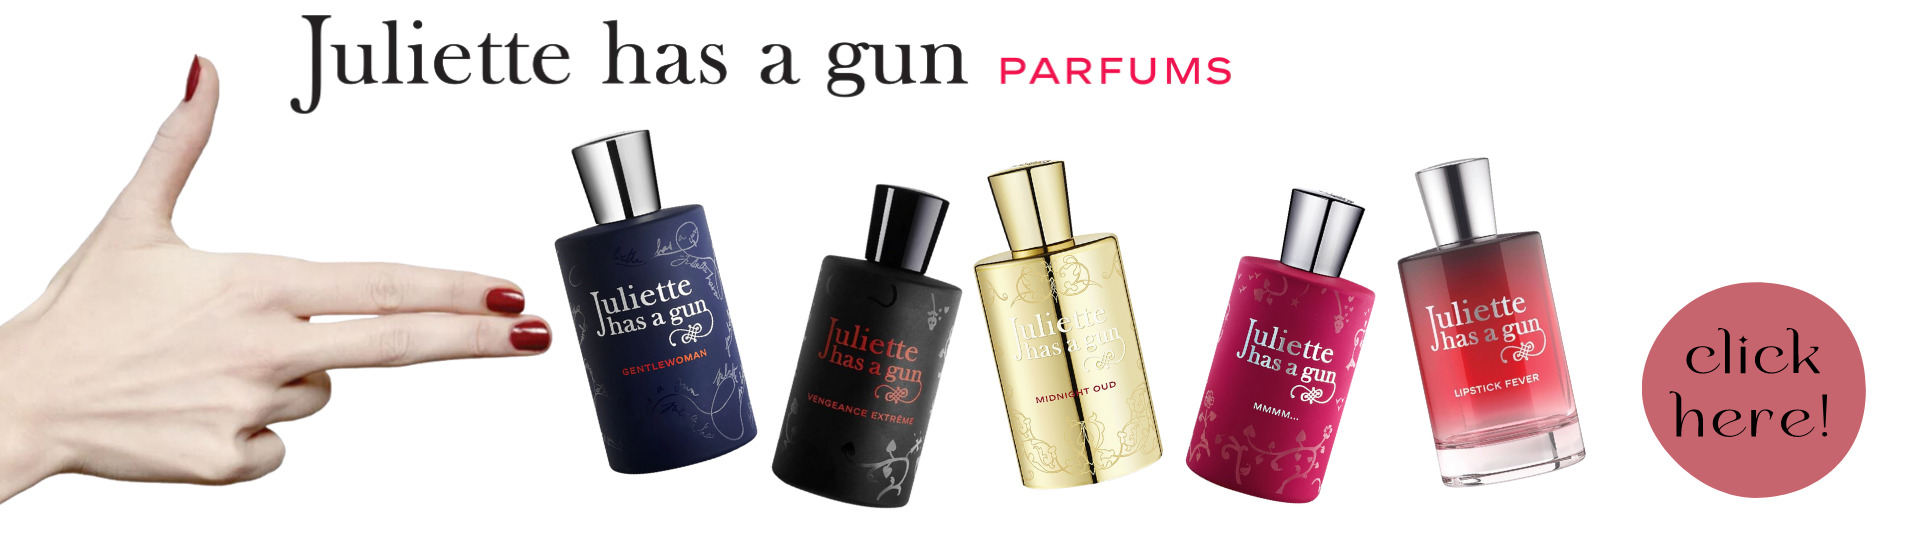 Juliette has a gun PARFUMS
Juliette
has a gun
GENTLEWOMAN
Juliette
has a gun
VENGEANCE EXTRÊME
Juliette
has a gun
MIDNIGHT OUD
Juliette
has a gun
MMMM...
Juliette
has a gun
LIPSTICK FEVER
click
here!